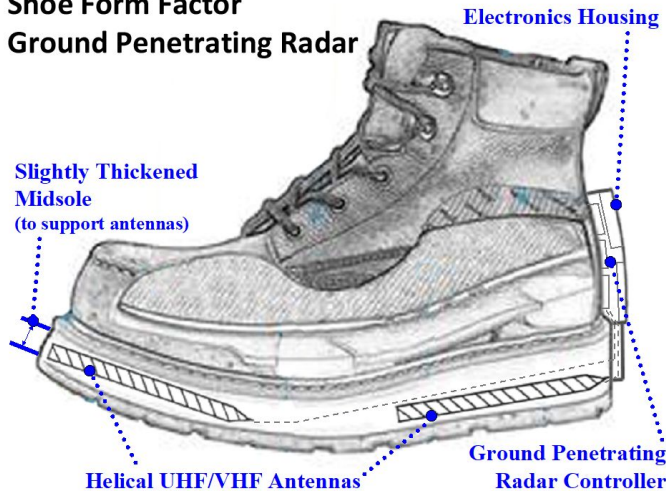 Shoe Form Factor
Ground Penetrating Radar
Electronics Housing
Slightly Thickened
Midsole
(to support antennas)
Helical UHF/VHF Antennas
Ground Penetrating
Radar Controller